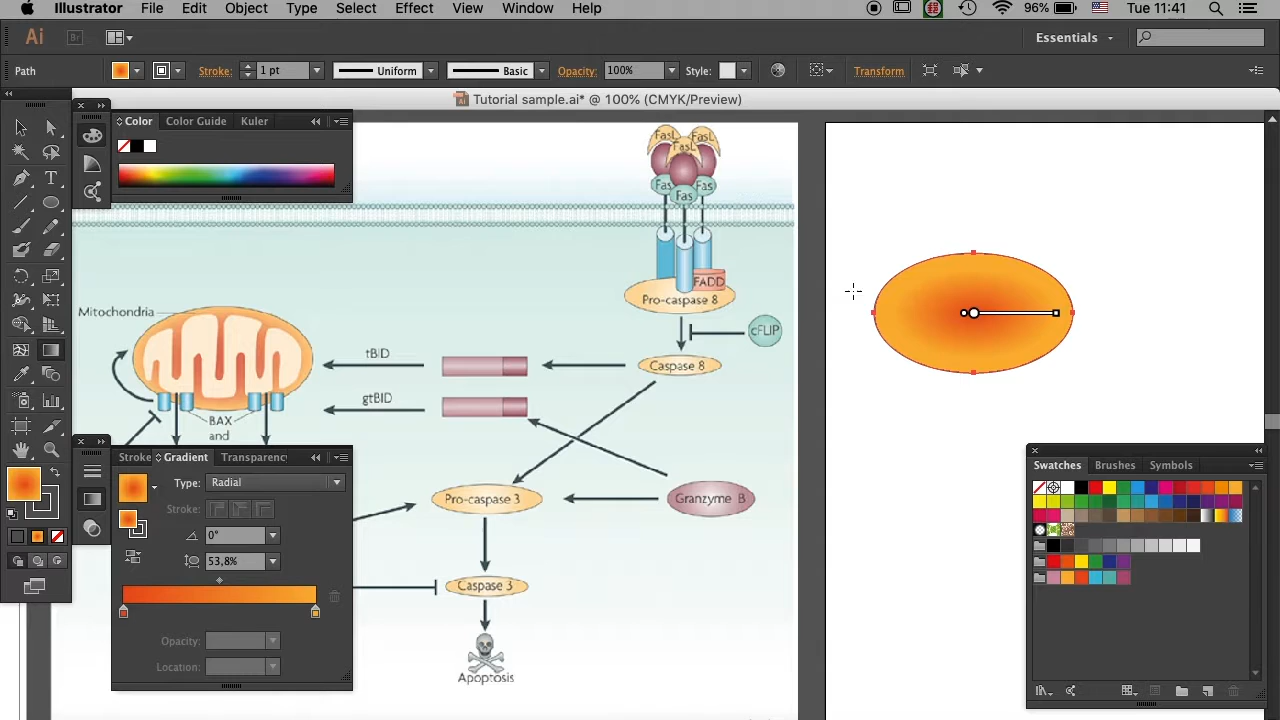 Illustrator File Edit Object Type Select Effect View Window Help 96% Tue 11:41
Ai Br Essentials
Path Stroke: 1 pt Uniform Basic Opacity: 100% Style: Transform
Tutorial sample.ai* @ 100% (CMYK/Preview)
Color Color Guide Kuler
FasL FasL
FasL
Fas Fas
Fas
FADD
Pro-caspase 8
Mitochondria
cFLIP
tBID
Caspase 8
gtBID
BAX
and
Stroke Gradient Transparency
Type: Radial
Stroke:
0°
53,8%
Opacity:
Location:
Pro-caspase 3
Granzyme B
Caspase 3
Apoptosis
Swatches Brushes Symbols